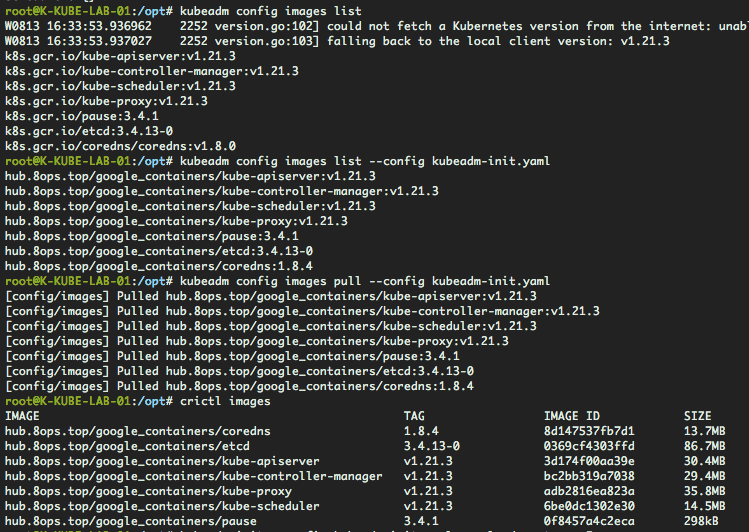 root@K-KUBE-LAB-01:/opt# kubeadm config images list
W0813 16:33:53.936962    2252 version.go:102] could not fetch a Kubernetes version from the internet: unabl
W0813 16:33:53.937027    2252 version.go:103] falling back to the local client version: v1.21.3
k8s.gcr.io/kube-apiserver:v1.21.3
k8s.gcr.io/kube-controller-manager:v1.21.3
k8s.gcr.io/kube-scheduler:v1.21.3
k8s.gcr.io/kube-proxy:v1.21.3
k8s.gcr.io/pause:3.4.1
k8s.gcr.io/etcd:3.4.13-0
k8s.gcr.io/coredns/coredns:v1.8.0
root@K-KUBE-LAB-01:/opt# kubeadm config images list --config kubeadm-init.yaml
hub.8ops.top/google_containers/kube-apiserver:v1.21.3
hub.8ops.top/google_containers/kube-controller-manager:v1.21.3
hub.8ops.top/google_containers/kube-scheduler:v1.21.3
hub.8ops.top/google_containers/kube-proxy:v1.21.3
hub.8ops.top/google_containers/pause:3.4.1
hub.8ops.top/google_containers/etcd:3.4.13-0
hub.8ops.top/google_containers/coredns:1.8.4
root@K-KUBE-LAB-01:/opt# kubeadm config images pull --config kubeadm-init.yaml
[config/images] Pulled hub.8ops.top/google_containers/kube-apiserver:v1.21.3
[config/images] Pulled hub.8ops.top/google_containers/kube-controller-manager:v1.21.3
[config/images] Pulled hub.8ops.top/google_containers/kube-scheduler:v1.21.3
[config/images] Pulled hub.8ops.top/google_containers/kube-proxy:v1.21.3
[config/images] Pulled hub.8ops.top/google_containers/pause:3.4.1
[config/images] Pulled hub.8ops.top/google_containers/etcd:3.4.13-0
[config/images] Pulled hub.8ops.top/google_containers/coredns:1.8.4
root@K-KUBE-LAB-01:/opt# crictl images
IMAGE TAG IMAGE ID SIZE
hub.8ops.top/google_containers/coredns 1.8.4 8d147537fb7d1 13.7MB
hub.8ops.top/google_containers/etcd 3.4.13-0 0369cf4303ffd 86.7MB
hub.8ops.top/google_containers/kube-apiserver v1.21.3 3d174f00aa39e 30.4MB
hub.8ops.top/google_containers/kube-controller-manager v1.21.3 bc2bb319a7038 29.4MB
hub.8ops.top/google_containers/kube-proxy v1.21.3 adb2816ea823a 35.8MB
hub.8ops.top/google_containers/kube-scheduler v1.21.3 6be0dc1302e30 14.5MB
hub.8ops.top/google_containers/pause 3.4.1 0f8457a4c2eca 298kB